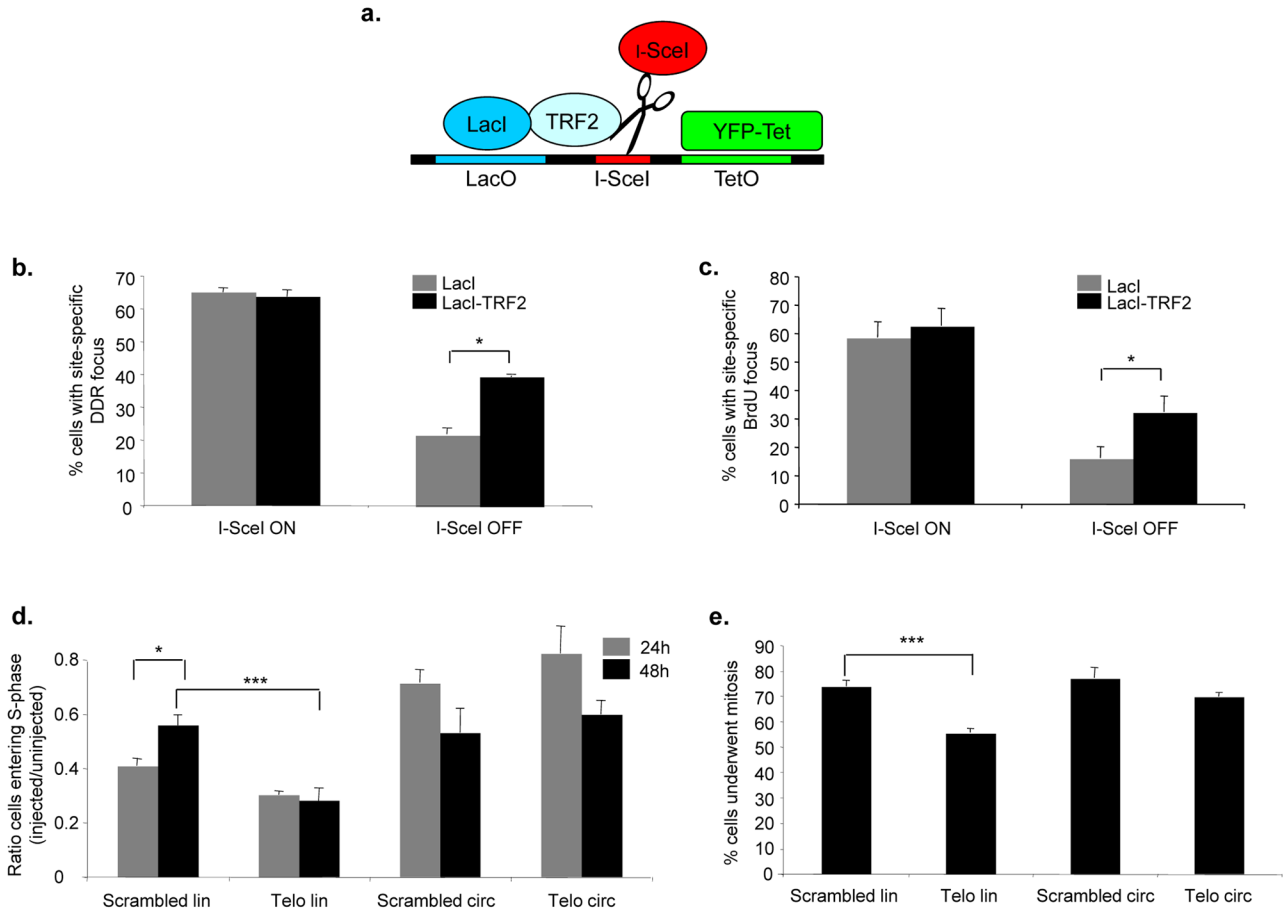 a.
I-SceI
LacI
TRF2
YFP-Tet
LacO
I-SceI
TetO
b.
% cells with site-specific
DDR focus
70
60
50
40
30
20
10
0
LacI
LacI-TRF2
*
I-SceI ON
I-SceI OFF
c.
% cells with site-specific
BrdU focus
80
70
60
50
40
30
20
10
0
LacI
LacI-TRF2
*
I-SceI ON
I-SceI OFF
d.
Ratio cells entering S-phase
(injected/uninjected)
0.8
0.6
0.4
0.2
*
***
24h
48h
Scrambled lin
Telo lin
Scrambled circ
Telo circ
e.
% cells underwent mitosis
90
80
70
60
50
40
30
20
10
0
***
Scrambled lin
Telo lin
Scrambled circ
Telo circ